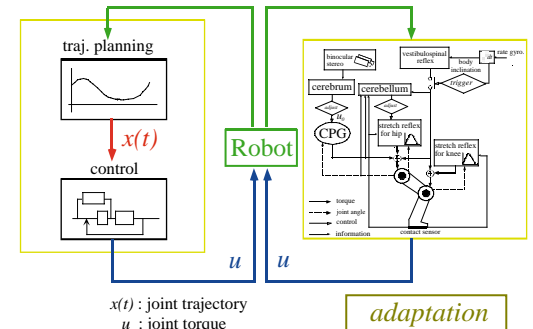 traj. planning
x(t)
control
Robot
u
u
x(t) : joint trajectory
u : joint torque
binocular
stereo
vestibulospinal
reflex
rate gyro.
body
inclination
trigger
cerebrum
cerebellum
adjust
adjust
u0
CPG
stretch reflex
for hip
stretch reflex
for knee
torque
joint angle
control
information
contact sensor
adaptation